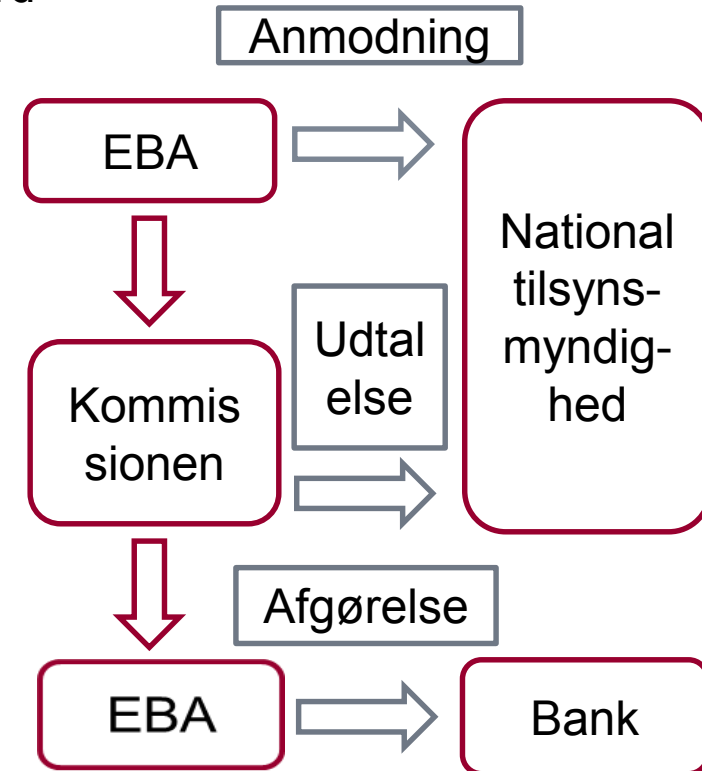 Anmodning
EBA
National
tilsyns-
myndig-
hed
Udtal
else
Kommis
sionen
Afgørelse
EBA
Bank